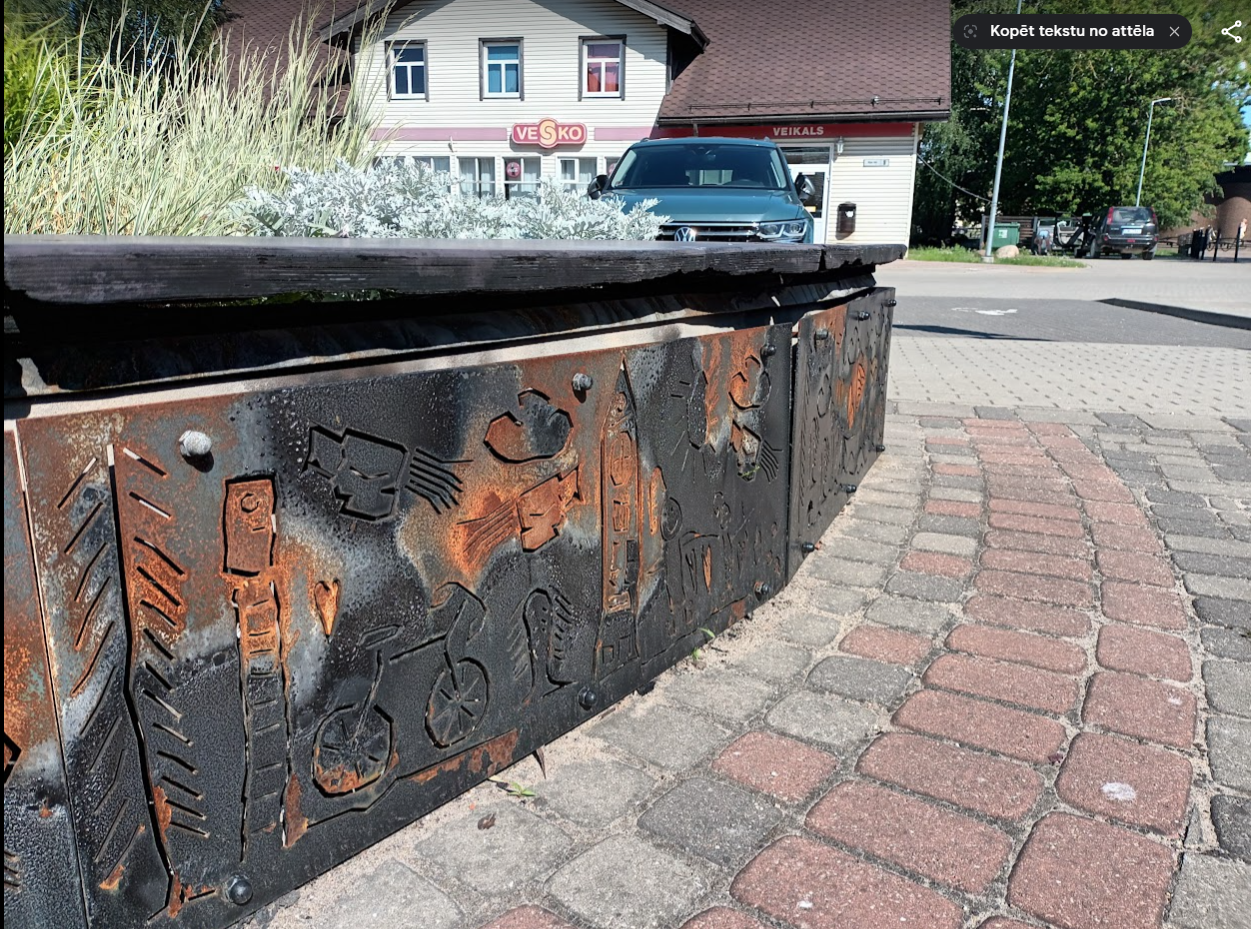 Kopēt tekstu no attēla
VESKO
VEIKALS